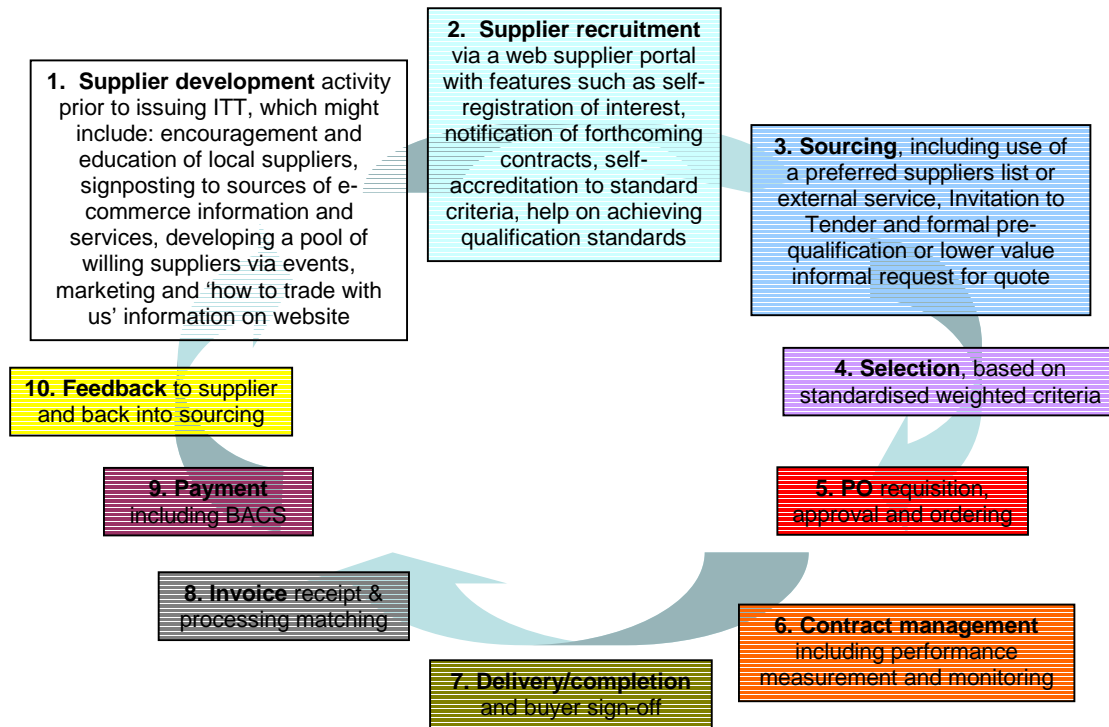 1. Supplier development activity
prior to issuing ITT, which might
include: encouragement and
education of local suppliers,
signposting to sources of e-
commerce information and
services, developing a pool of
willing suppliers via events,
marketing and ‘how to trade with
us’ information on website
2. Supplier recruitment
via a web supplier portal
with features such as self-
registration of interest,
notification of forthcoming
contracts, self-
accreditation to standard
criteria, help on achieving
qualification standards
3. Sourcing, including use of
a preferred suppliers list or
external service, Invitation to
Tender and formal pre-
qualification or lower value
informal request for quote
4. Selection, based on
standardised weighted criteria
5. PO requisition,
approval and ordering
6. Contract management
including performance
measurement and monitoring
7. Delivery/completion
and buyer sign-off
8. Invoice receipt &
processing matching
9. Payment
including BACS
10. Feedback to supplier
and back into sourcing